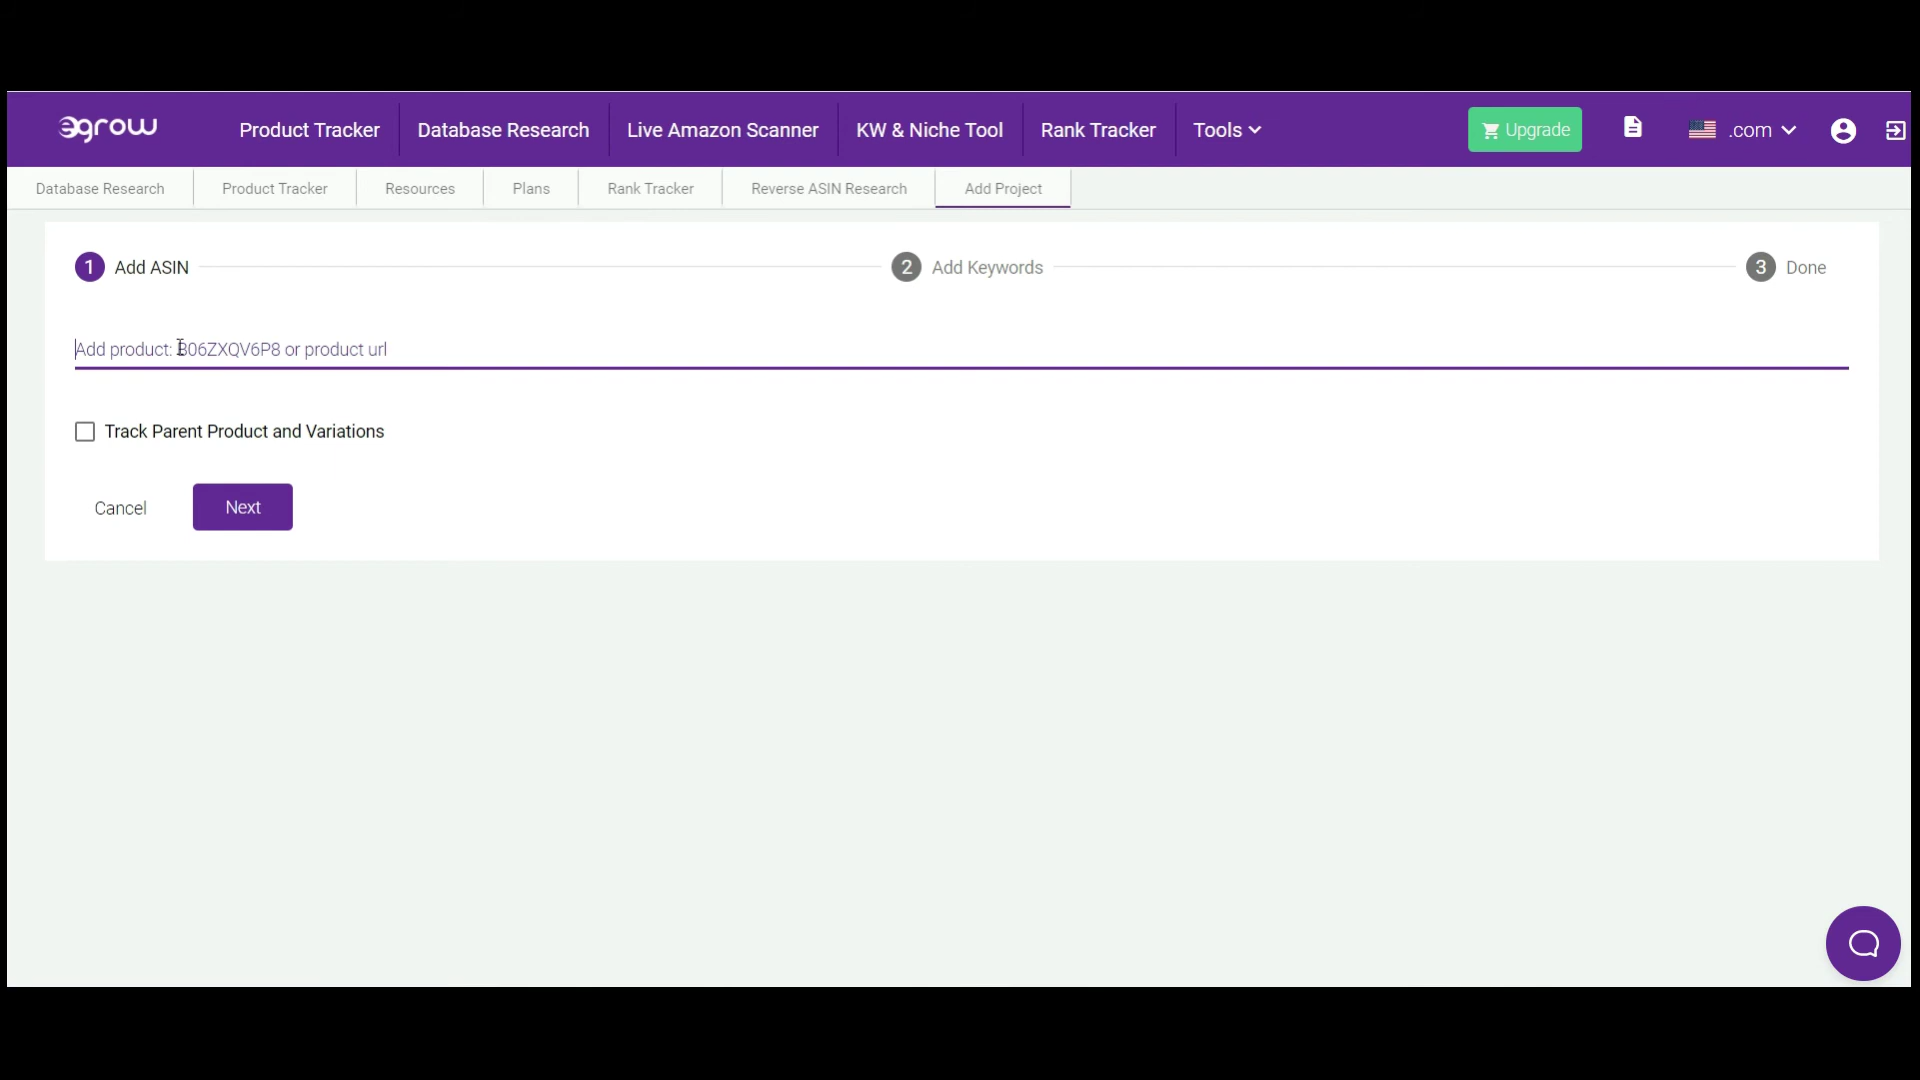 egrow Product Tracker Database Research Live Amazon Scanner KW & Niche Tool Rank Tracker Tools Upgrade .com
Database Research Product Tracker Resources Plans Rank Tracker Reverse ASIN Research Add Project
1 Add ASIN 2 Add Keywords 3 Done
Add product: B06ZXQV6P8 or product url
Track Parent Product and Variations
Cancel Next